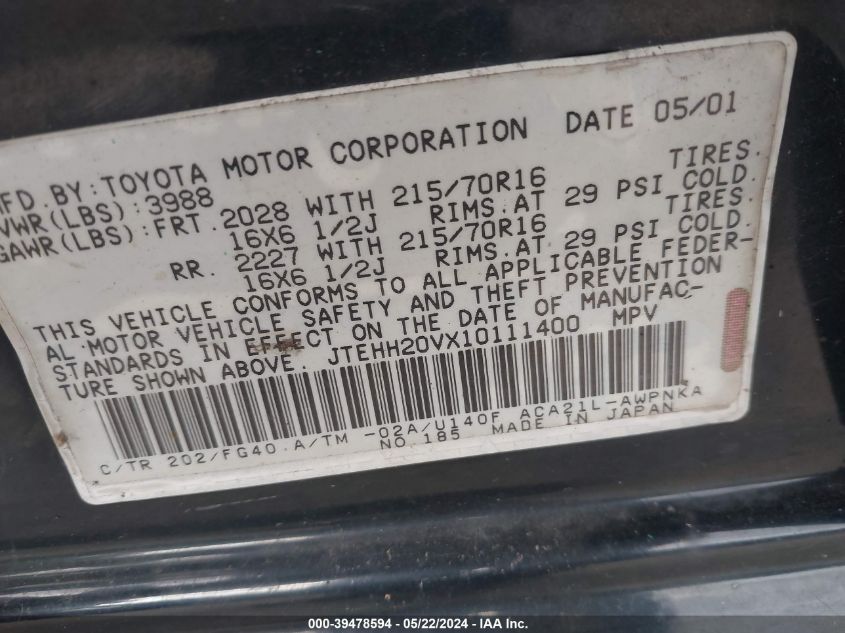 MFD. BY: TOYOTA MOTOR CORPORATION DATE 05/01
VWR(LBS): 3988
GAWR(LBS): FRT. 2028 WITH 215/70R16 TIRES.
16X6 1/2J RIMS. AT 29 PSI COLD.
RR. 2227 WITH 215/70R16 TIRES.
16X6 1/2J RIMS. AT 29 PSI COLD.
THIS VEHICLE CONFORMS TO ALL APPLICABLE FEDER-
AL MOTOR VEHICLE SAFETY AND THEFT PREVENTION
STANDARDS IN EFFECT ON THE DATE OF MANUFAC-
TURE SHOWN ABOVE. JTEHH20VX10111400 MPV
C/TR 202/FG40 A/TM -02A/U140F ACA21L-AWPNKA
NO.185 MADE IN JAPAN
000-39478594 - 05/22/2024 - IAA Inc.